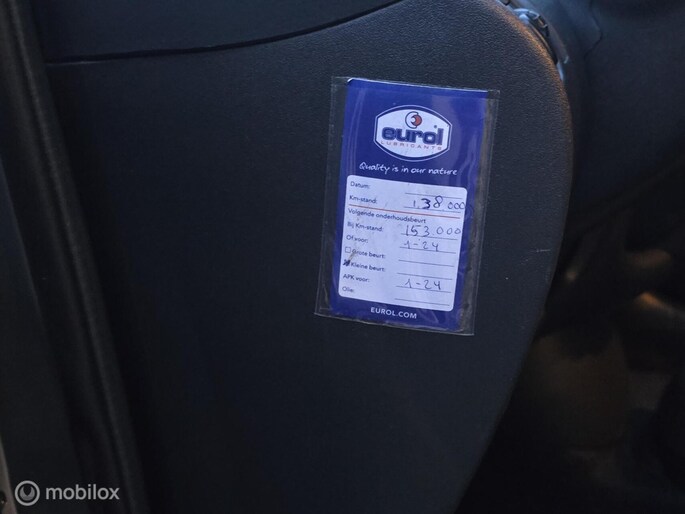 eurol
LUBRICANTS
Quality is in our nature
Datum:
Km-stand: 138 000
Volgende onderhoudsbeurt
Bij Km-stand: 153.000
Of voor: 1-24
Grote beurt:
Kleine beurt:
APK voor: 1-24
Olie:
EUROL.COM
mobilox